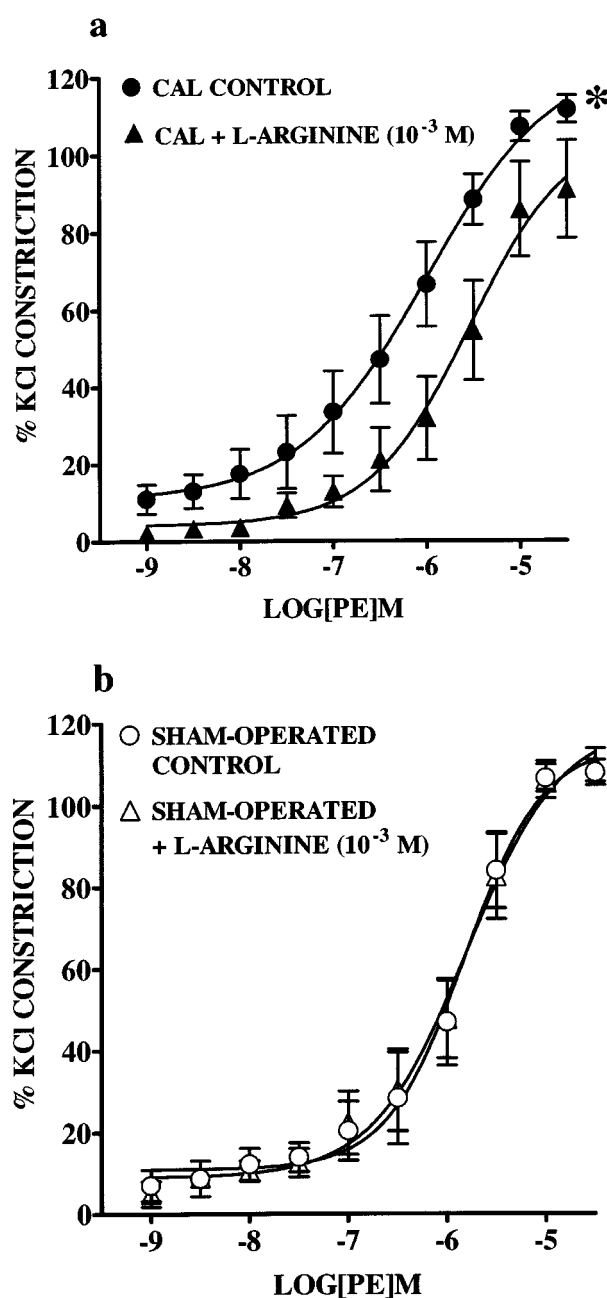 a
120
100
80
60
40
20
0
% KCl CONSTRICTION
CAL CONTROL
CAL + L-ARGININE (10⁻³ M)
*
-9
-8
-7
-6
-5
LOG[PE]M
b
120
100
80
60
40
20
0
% KCl CONSTRICTION
SHAM-OPERATED
CONTROL
SHAM-OPERATED
+ L-ARGININE (10⁻³ M)
-9
-8
-7
-6
-5
LOG[PE]M